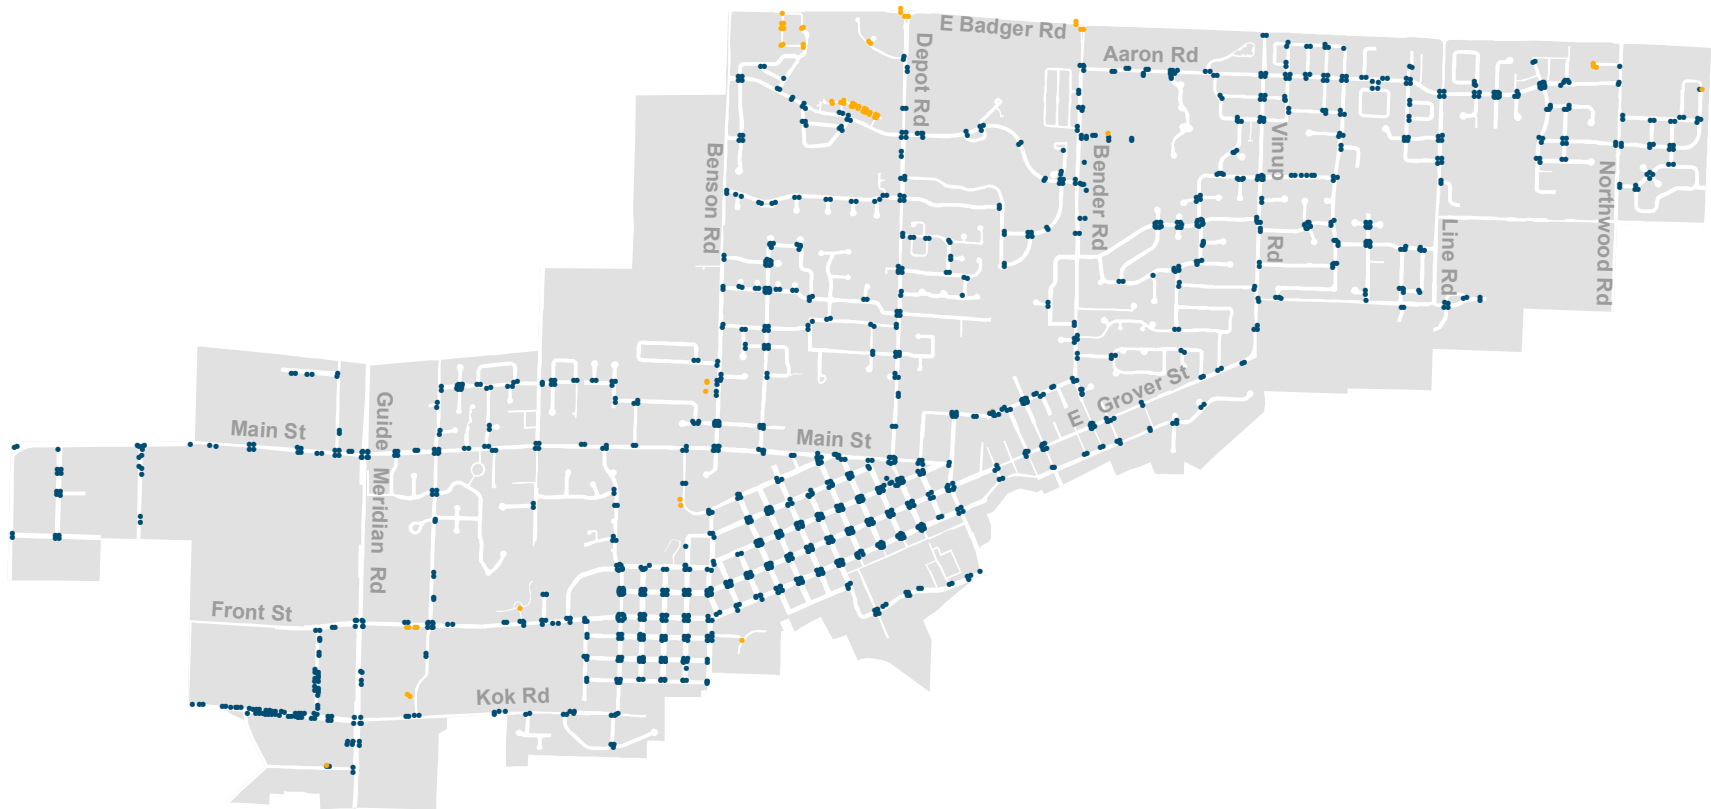 E Badger Rd
Depot Rd
Aaron Rd
Benson Rd
Bender Rd
Vinup
Rd
Northwood Rd
Line Rd
E Grover St
Guide Meridian Rd
Main St
Main St
Front St
Kok Rd